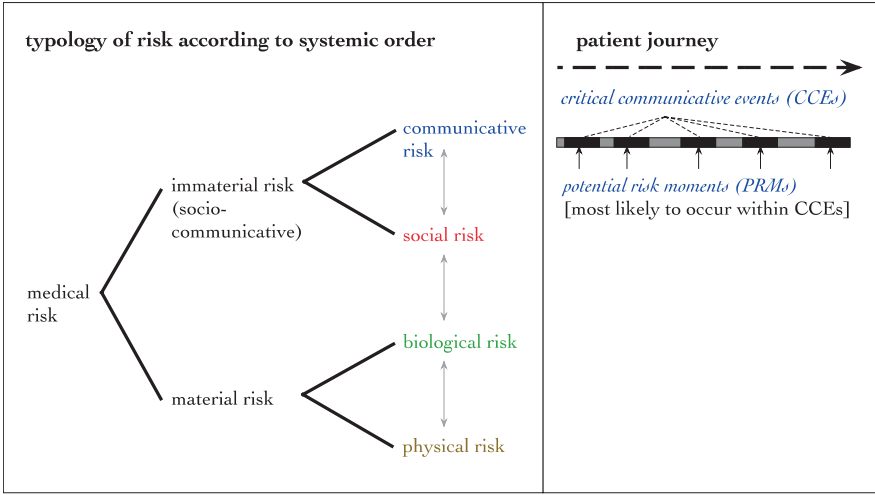 typology of risk according to systemic order
communicative
risk
immaterial risk
(socio-
communicative)
social risk
medical
risk
biological risk
material risk
physical risk
patient journey
critical communicative events (CCEs)
potential risk moments (PRMs)
[most likely to occur within CCEs]